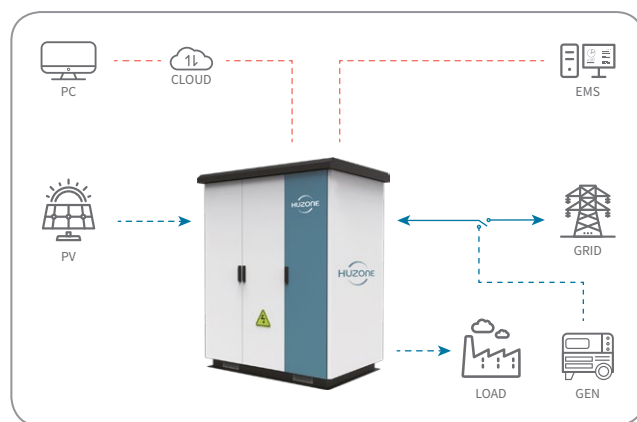 PC
CLOUD
EMS
HUZONE
HUZONE
PV
GRID
LOAD
GEN